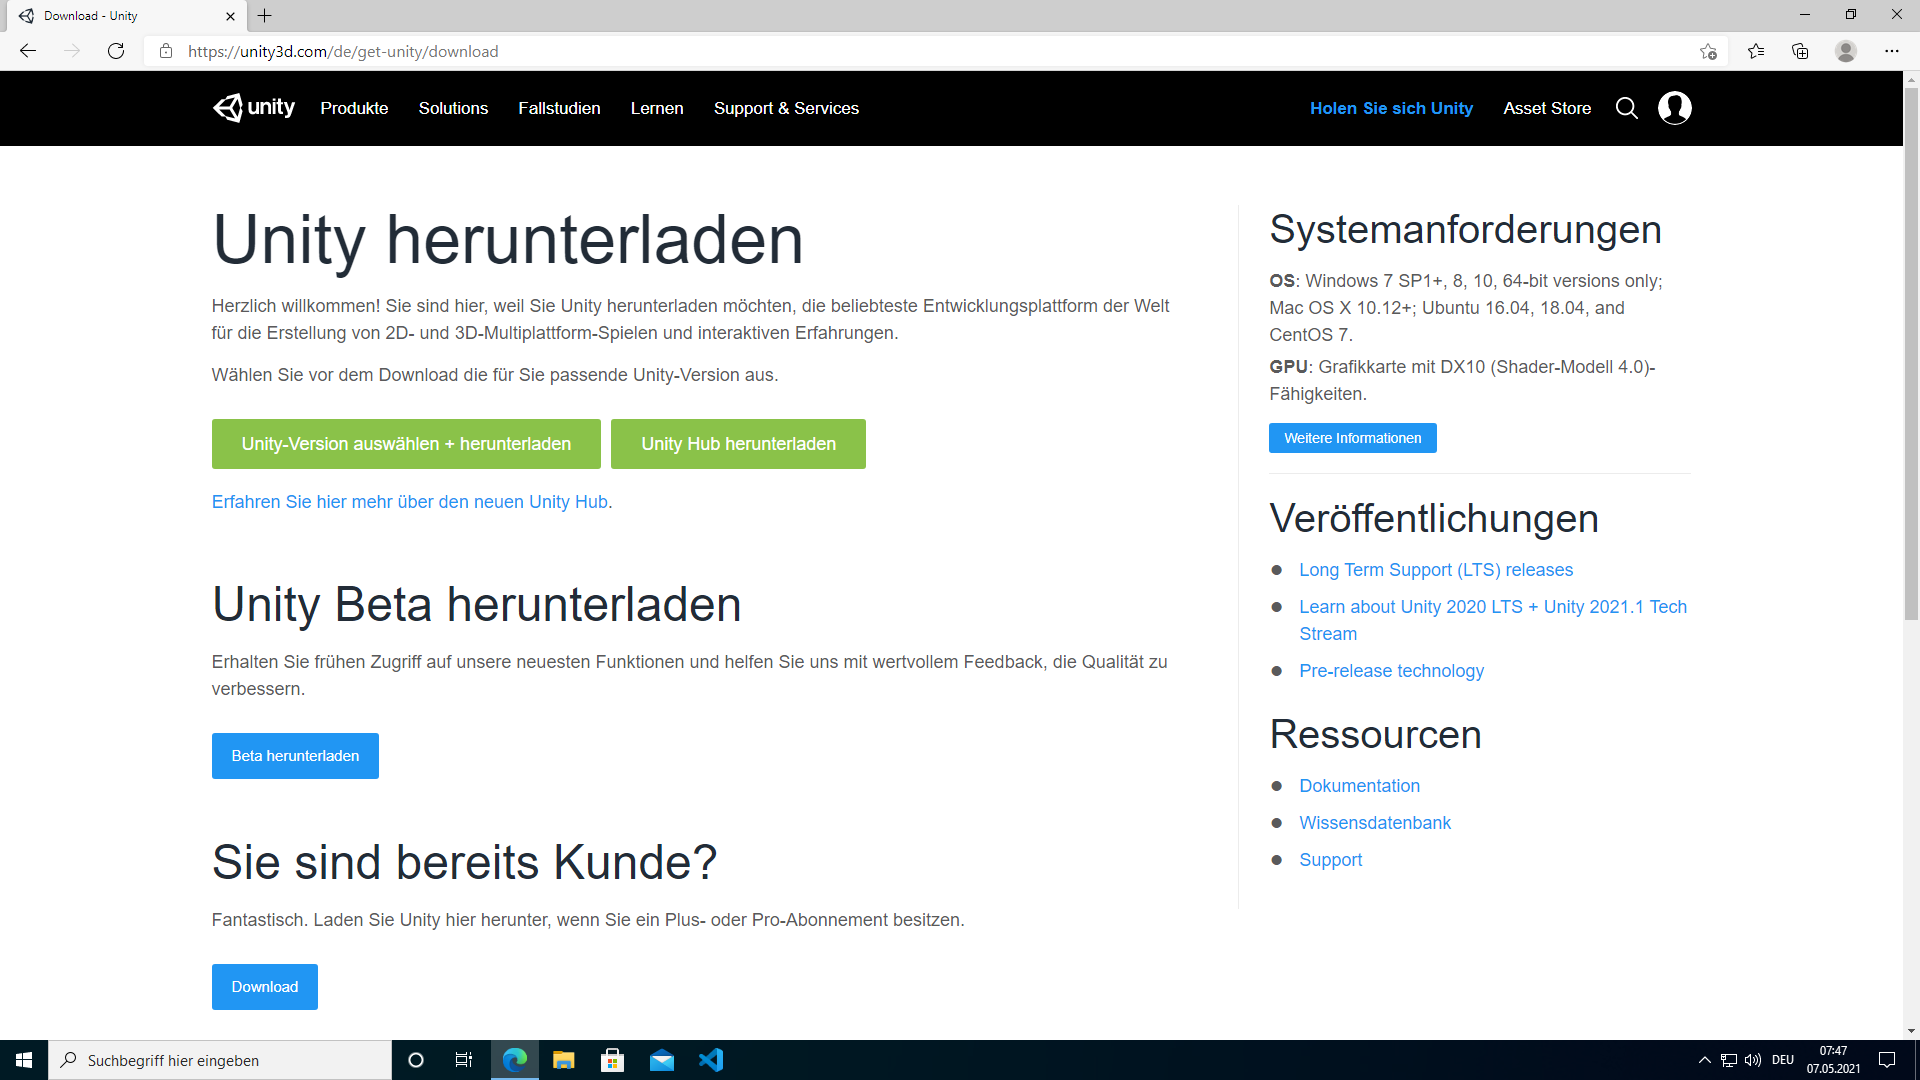 Download - Unity
https://unity3d.com/de/get-unity/download
unity Produkte Solutions Fallstudien Lernen Support & Services Holen Sie sich Unity Asset Store
Unity herunterladen
Herzlich willkommen! Sie sind hier, weil Sie Unity herunterladen möchten, die beliebteste Entwicklungsplattform der Welt
für die Erstellung von 2D- und 3D-Multiplattform-Spielen und interaktiven Erfahrungen.
Wählen Sie vor dem Download die für Sie passende Unity-Version aus.
Unity-Version auswählen + herunterladen
Unity Hub herunterladen
Erfahren Sie hier mehr über den neuen Unity Hub.
Unity Beta herunterladen
Erhalten Sie frühen Zugriff auf unsere neuesten Funktionen und helfen Sie uns mit wertvollem Feedback, die Qualität zu
verbessern.
Beta herunterladen
Sie sind bereits Kunde?
Fantastisch. Laden Sie Unity hier herunter, wenn Sie ein Plus- oder Pro-Abonnement besitzen.
Download
Systemanforderungen
OS: Windows 7 SP1+, 8, 10, 64-bit versions only;
Mac OS X 10.12+; Ubuntu 16.04, 18.04, and
CentOS 7.
GPU: Grafikkarte mit DX10 (Shader-Modell 4.0)-
Fähigkeiten.
Weitere Informationen
Veröffentlichungen
Long Term Support (LTS) releases
Learn about Unity 2020 LTS + Unity 2021.1 Tech
Stream
Pre-release technology
Ressourcen
Dokumentation
Wissensdatenbank
Support
Suchbegriff hier eingeben
DEU
07:47
07.05.2021